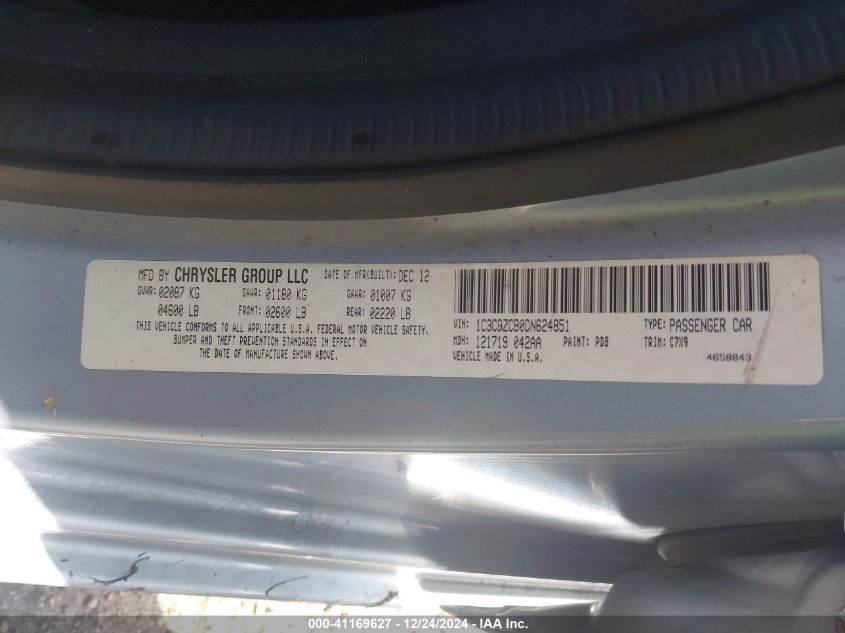 MFD BY CHRYSLER GROUP LLC DATE OF MFR(BUILT): DEC 12
GVWR: 02087 KG GAWR: 01180 KG GAWR: 01007 KG
04600 LB FRONT: 02600 LB REAR: 02220 LB
THIS VEHICLE CONFORMS TO ALL APPLICABLE U.S.A. FEDERAL MOTOR VEHICLE SAFETY,
BUMPER AND THEFT PREVENTION STANDARDS IN EFFECT ON
THE DATE OF MANUFACTURE SHOWN ABOVE.
VIN: 1C3CBZCB0DN624851 TYPE: PASSENGER CAR
MDH: 121719 042AA PAINT: PDB TRIM: C7X9
VEHICLE MADE IN U.S.A.
4658843
000-41169627 - 12/24/2024 - IAA Inc.